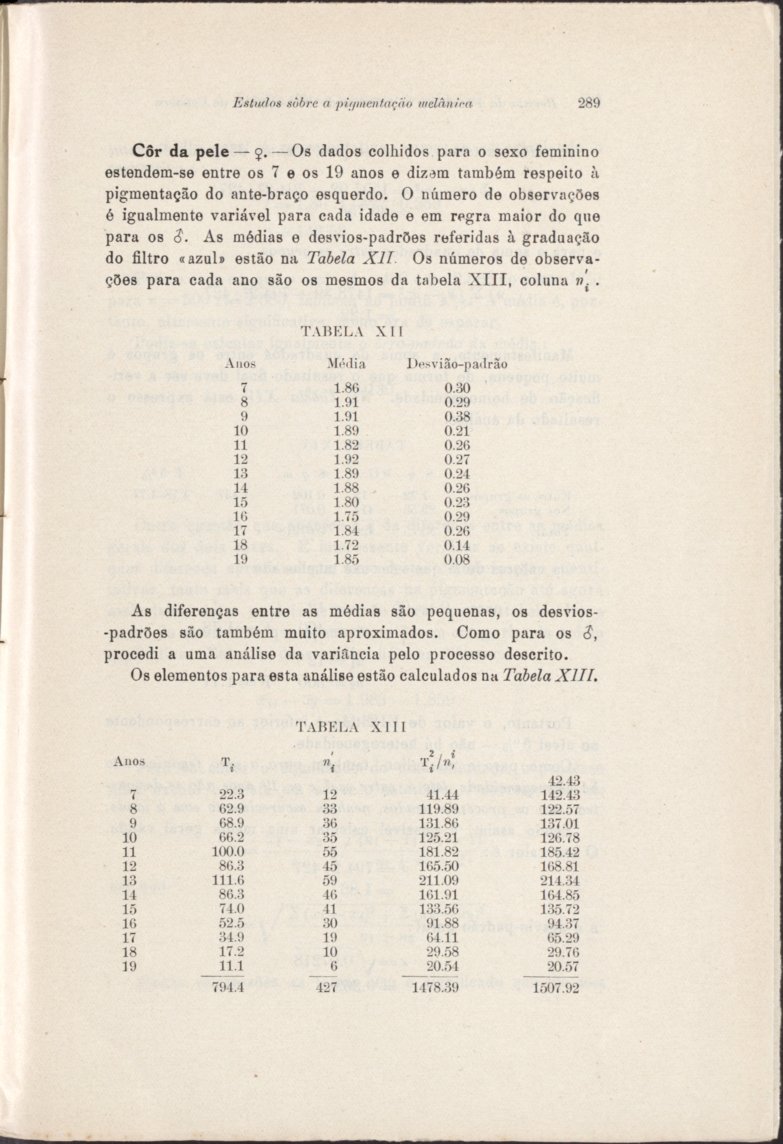 Estudos sôbre a pigmentação melânica 289
Côr da pele — ♀. — Os dados colhidos para o sexo feminino
estendem-se entre os 7 e os 19 anos e dizem também respeito à
pigmentação do ante-braço esquerdo. O número de observações
é igualmente variável para cada idade e em regra maior do que
para os ♂. As médias e desvios-padrões referidas à graduação
do filtro «azul» estão na Tabela XII. Os números de observa-
ções para cada ano são os mesmos da tabela XIII, coluna n'i .
TABELA XII
Anos Média Desvião-padrão
7 1.86 0.30
8 1.91 0.29
9 1.91 0.38
10 1.89 0.21
11 1.82 0.26
12 1.92 0.27
13 1.89 0.24
14 1.88 0.26
15 1.80 0.23
16 1.75 0.29
17 1.84 0.26
18 1.72 0.14
19 1.85 0.08
As diferenças entre as médias são pequenas, os desvios-
-padrões são também muito aproximados. Como para os ♂,
procedi a uma análise da variância pelo processo descrito.
Os elementos para esta análise estão calculados na Tabela XIII.
TABELA XIII
Anos Ti n'i T²i/n,i
42.43
7 22.3 12 41.44 142.43
8 62.9 33 119.89 122.57
9 68.9 36 131.86 137.01
10 66.2 35 125.21 126.78
11 100.0 55 181.82 185.42
12 86.3 45 165.50 168.81
13 111.6 59 211.09 214.34
14 86.3 46 161.91 164.85
15 74.0 41 133.56 135.72
16 52.5 30 91.88 94.37
17 34.9 19 64.11 65.29
18 17.2 10 29.58 29.76
19 11.1 6 20.54 20.57
794.4 427 1478.39 1507.92